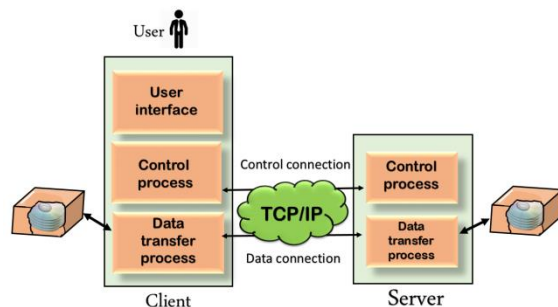 User
User
interface
Control
process
Data
transfer
process
Client
Control connection
TCP/IP
Data connection
Control
process
Data
transfer
process
Server